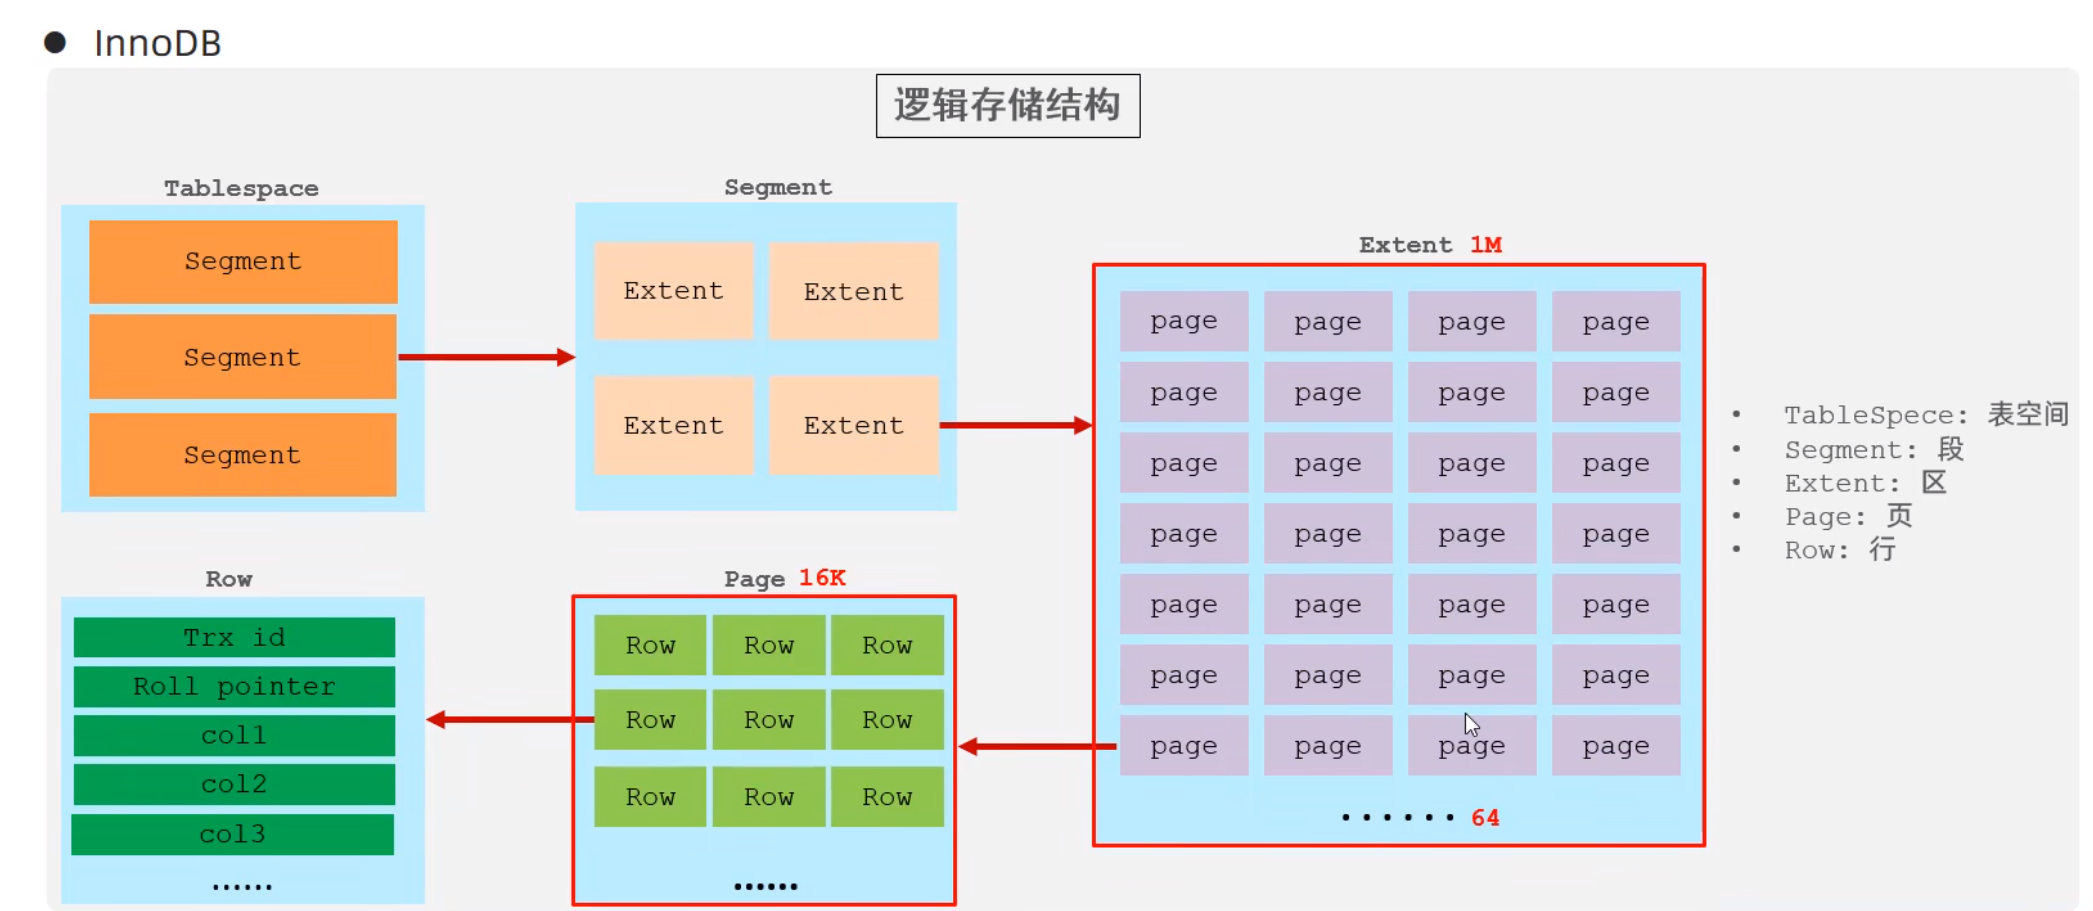 ● InnoDB
逻辑存储结构
Tablespace
Segment
Segment
Segment
Segment
Extent Extent
Extent Extent
Extent 1M
page page page page
page page page page
page page page page
page page page page
page page page page
page page page page
page page page page
······ 64
Page 16K
Row Row Row
Row Row Row
Row Row Row
······
Row
Trx id
Roll pointer
col1
col2
col3
······
• TableSpece: 表空间
• Segment: 段
• Extent: 区
• Page: 页
• Row: 行